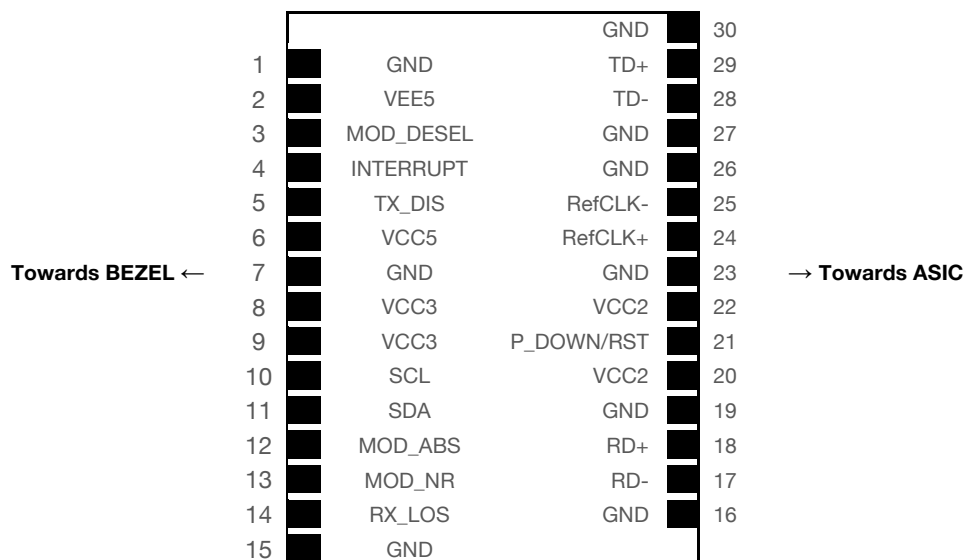 GND 30
1 GND TD+ 29
2 VEE5 TD- 28
3 MOD_DESEL GND 27
4 INTERRUPT GND 26
5 TX_DIS RefCLK- 25
6 VCC5 RefCLK+ 24
Towards BEZEL ← 7 GND GND 23 → Towards ASIC
8 VCC3 VCC2 22
9 VCC3 P_DOWN/RST 21
10 SCL VCC2 20
11 SDA GND 19
12 MOD_ABS RD+ 18
13 MOD_NR RD- 17
14 RX_LOS GND 16
15 GND